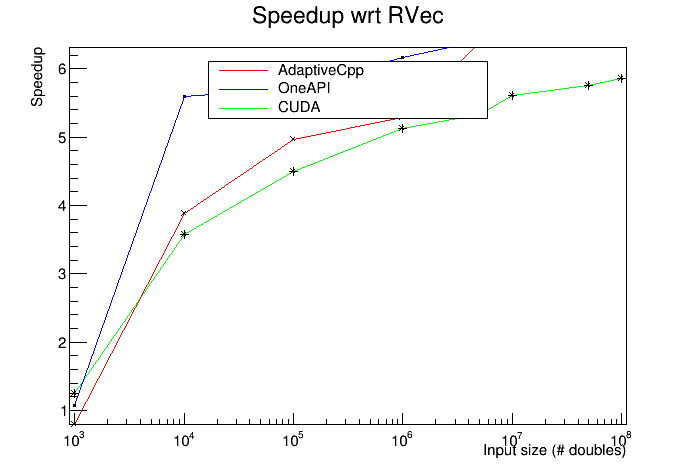 Speedup wrt RVec
Speedup
AdaptiveCpp
OneAPI
CUDA
6
5
4
3
2
1
10³
10⁴
10⁵
10⁶
10⁷
10⁸
Input size (# doubles)